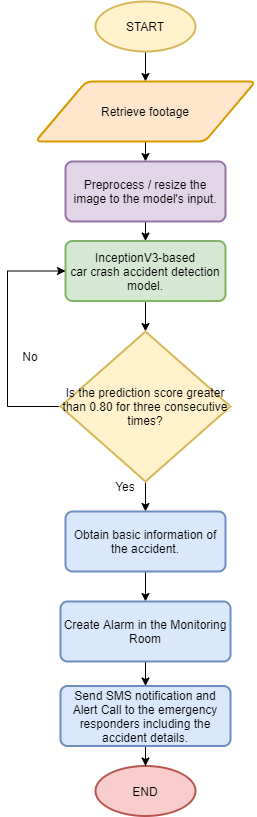 START
Retrieve footage
Preprocess / resize the
image to the model's input.
InceptionV3-based
car crash accident detection
model.
No
Is the prediction score greater
than 0.80 for three consecutive
times?
Yes
Obtain basic information of
the accident.
Create Alarm in the Monitoring
Room
Send SMS notification and
Alert Call to the emergency
responders including the
accident details.
END